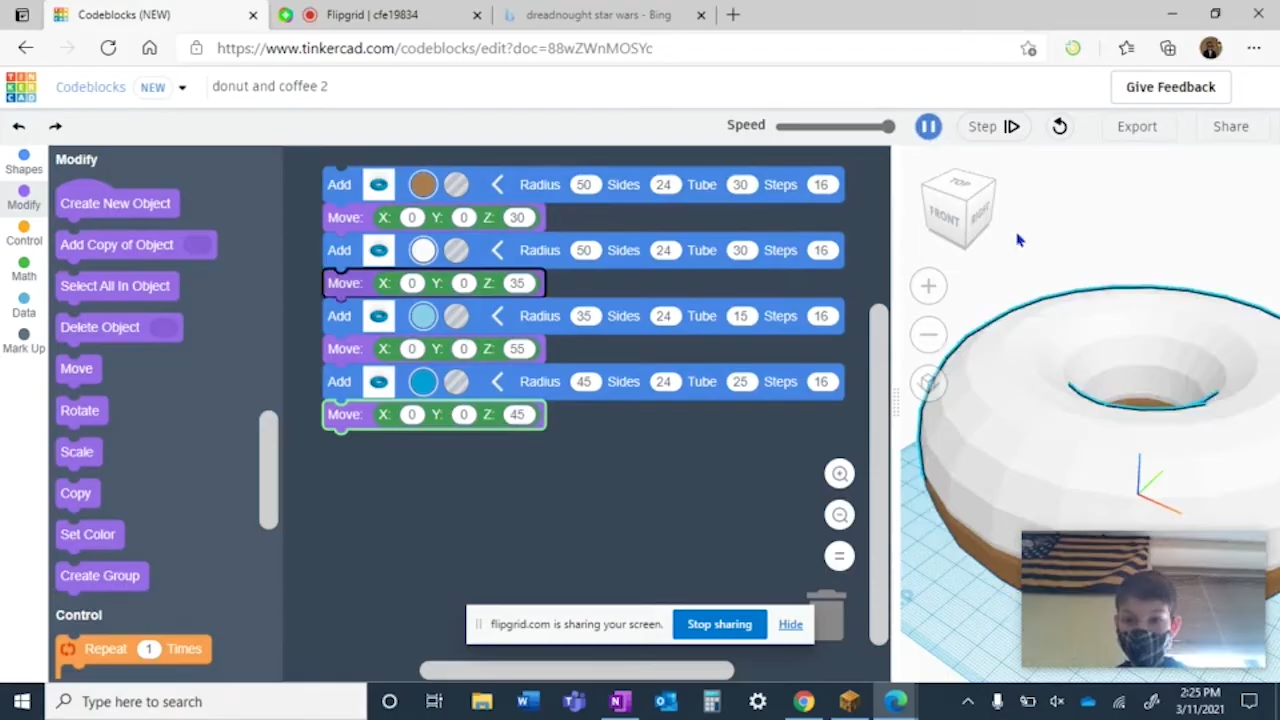 Codeblocks (NEW)
Flipgrid | cfe19834
dreadnought star wars - Bing
https://www.tinkercad.com/codeblocks/edit?doc=88wZWnMOSYc
TIN
KER
CAD
Codeblocks NEW
donut and coffee 2
Give Feedback
Speed
Step
Export
Share
Shapes
Modify
Control
Math
Data
Mark Up
Modify
Create New Object
Add Copy of Object
Select All In Object
Delete Object
Move
Rotate
Scale
Copy
Set Color
Create Group
Control
Repeat 1 Times
Add Radius 50 Sides 24 Tube 30 Steps 16
Move: X: 0 Y: 0 Z: 30
Add Radius 50 Sides 24 Tube 30 Steps 16
Move: X: 0 Y: 0 Z: 35
Add Radius 35 Sides 24 Tube 15 Steps 16
Move: X: 0 Y: 0 Z: 55
Add Radius 45 Sides 24 Tube 25 Steps 16
Move: X: 0 Y: 0 Z: 45
TOP
FRONT
RIGHT
flipgrid.com is sharing your screen.
Stop sharing
Hide
Type here to search
2:25 PM
3/11/2021